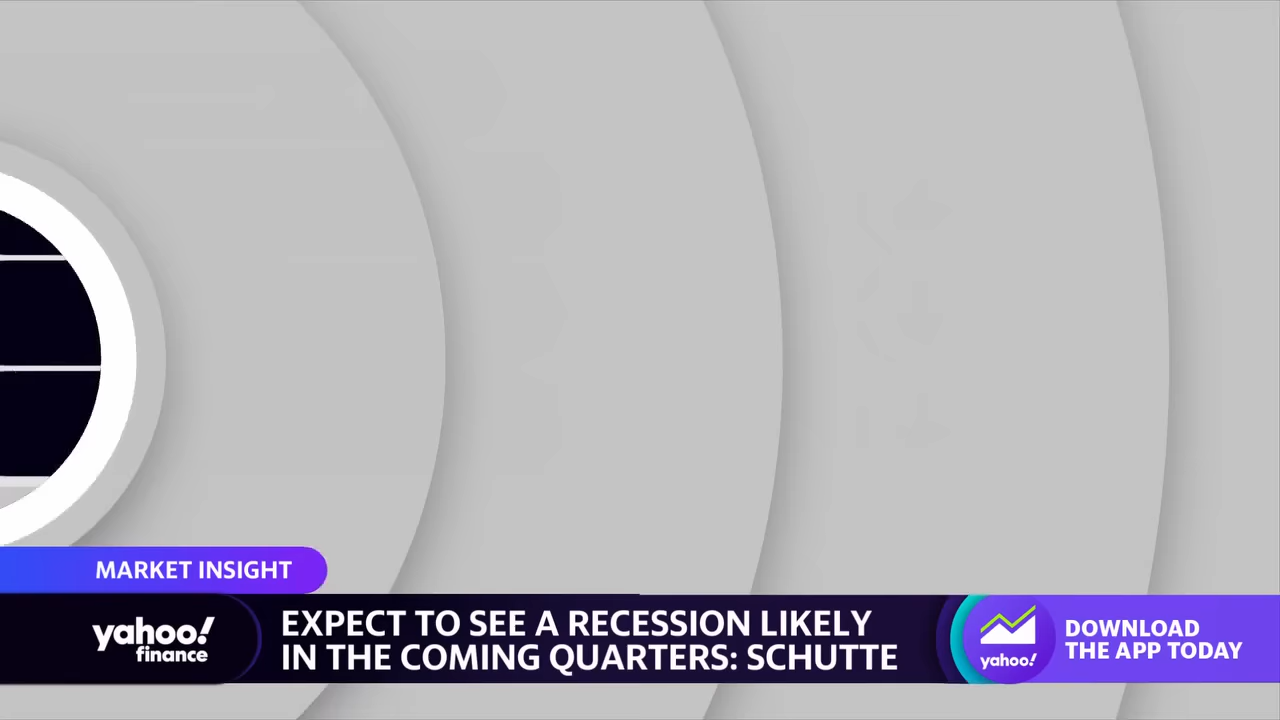 MARKET INSIGHT
yahoo!
finance
EXPECT TO SEE A RECESSION LIKELY
IN THE COMING QUARTERS: SCHUTTE
yahoo!
DOWNLOAD
THE APP TODAY